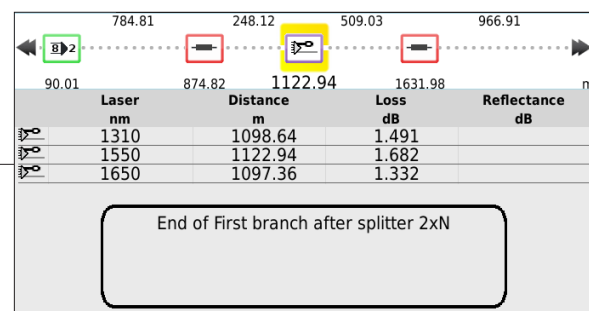 784.81 248.12 509.03 966.91
8 2
90.01 874.82 1122.94 1631.98 m
Laser Distance Loss Reflectance
nm m dB dB
1310 1098.64 1.491
1550 1122.94 1.682
1650 1097.36 1.332
End of First branch after splitter 2xN